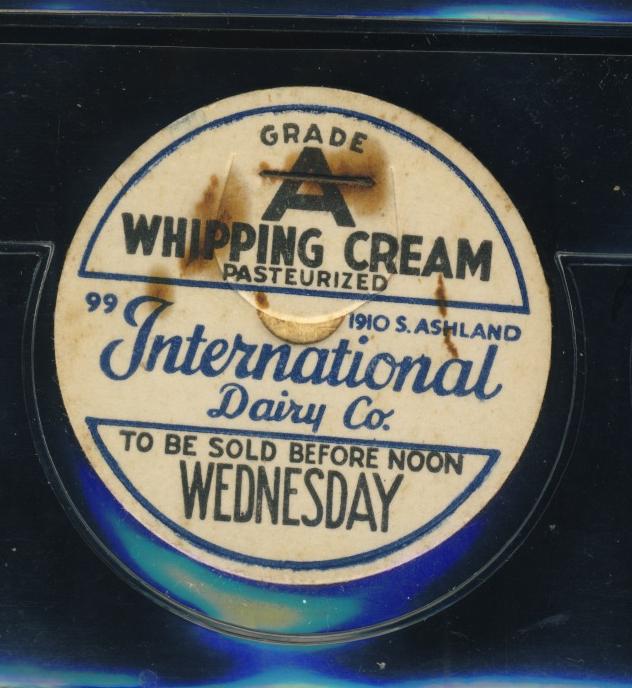 GRADE
A
WHIPPING CREAM
PASTEURIZED
99
1910 S. ASHLAND
International
Dairy Co.
TO BE SOLD BEFORE NOON
WEDNESDAY